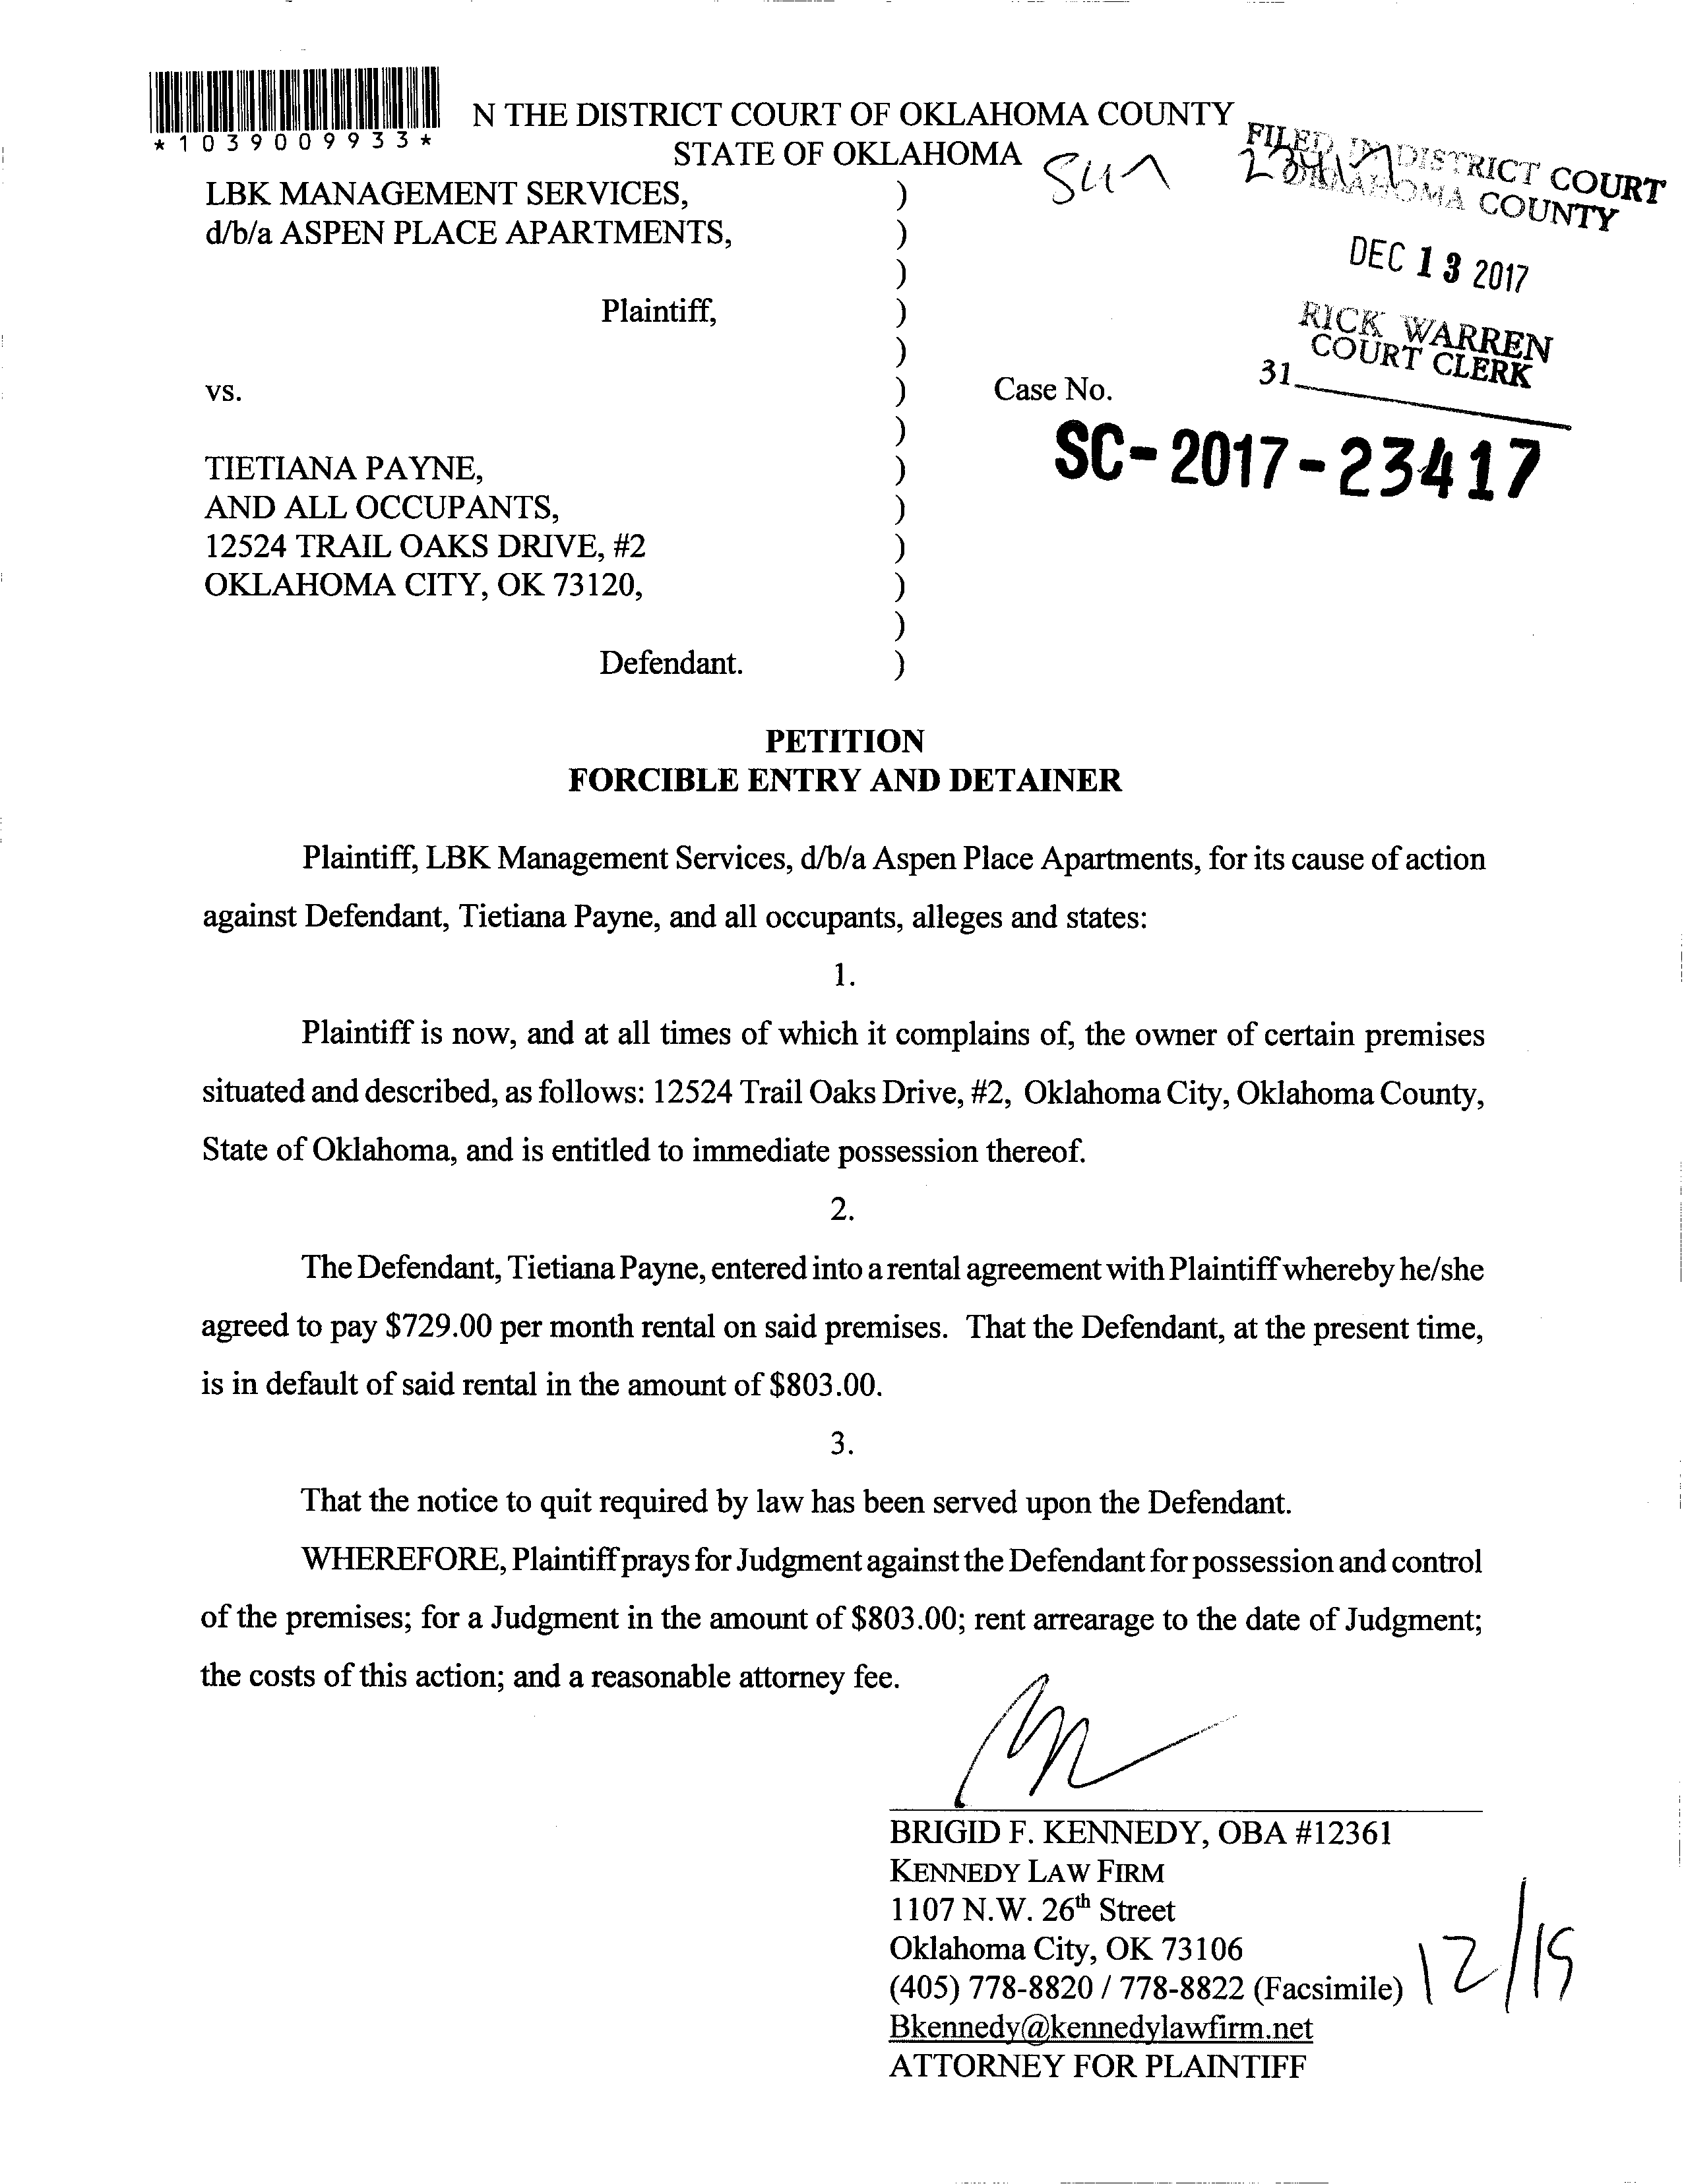 *1039009933*
N THE DISTRICT COURT OF OKLAHOMA COUNTY
STATE OF OKLAHOMA
FILED IN DISTRICT COURT
OKLAHOMA COUNTY
DEC 13 2017
RICK WARREN
COURT CLERK
31
LBK MANAGEMENT SERVICES, )
d/b/a ASPEN PLACE APARTMENTS, )
)
Plaintiff, )
)
vs. ) Case No.
)
SC-2017-23417
TIETIANA PAYNE, )
AND ALL OCCUPANTS, )
12524 TRAIL OAKS DRIVE, #2 )
OKLAHOMA CITY, OK 73120, )
)
Defendant. )
PETITION
FORCIBLE ENTRY AND DETAINER
Plaintiff, LBK Management Services, d/b/a Aspen Place Apartments, for its cause of action
against Defendant, Tietiana Payne, and all occupants, alleges and states:
1.
Plaintiff is now, and at all times of which it complains of, the owner of certain premises
situated and described, as follows: 12524 Trail Oaks Drive, #2, Oklahoma City, Oklahoma County,
State of Oklahoma, and is entitled to immediate possession thereof.
2.
The Defendant, Tietiana Payne, entered into a rental agreement with Plaintiff whereby he/she
agreed to pay $729.00 per month rental on said premises. That the Defendant, at the present time,
is in default of said rental in the amount of $803.00.
3.
That the notice to quit required by law has been served upon the Defendant.
WHEREFORE, Plaintiff prays for Judgment against the Defendant for possession and control
of the premises; for a Judgment in the amount of $803.00; rent arrearage to the date of Judgment;
the costs of this action; and a reasonable attorney fee.
BRIGID F. KENNEDY, OBA #12361
KENNEDY LAW FIRM
1107 N.W. 26th Street
Oklahoma City, OK 73106
(405) 778-8820 / 778-8822 (Facsimile)
Bkennedy@kennedylawfirm.net
ATTORNEY FOR PLAINTIFF